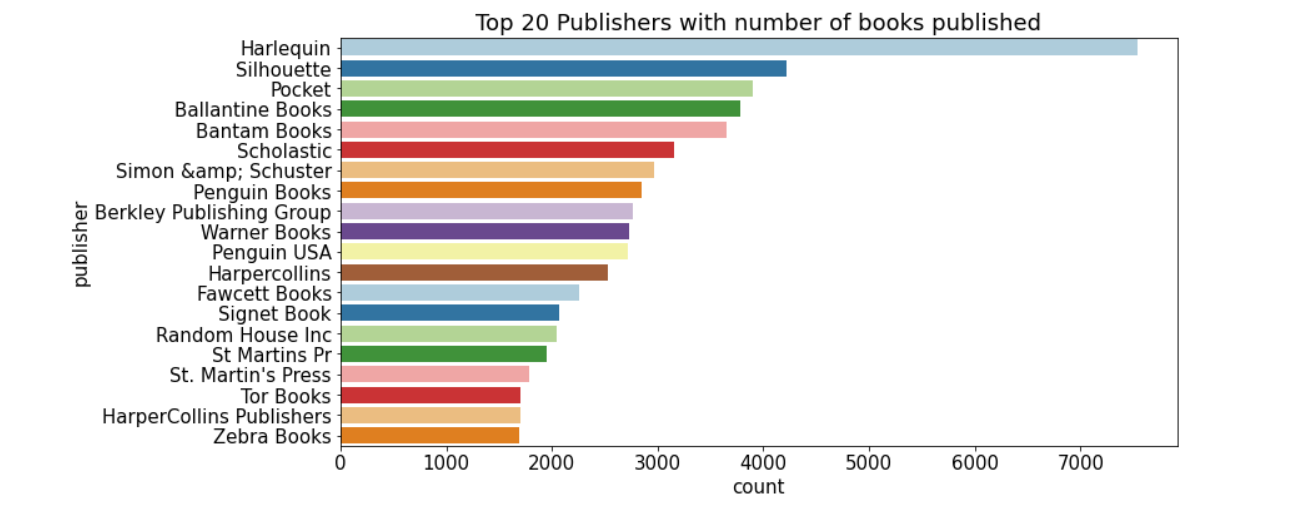 Top 20 Publishers with number of books published
Harlequin
Silhouette
Pocket
Ballantine Books
Bantam Books
Scholastic
Simon &amp; Schuster
Penguin Books
Berkley Publishing Group
Warner Books
Penguin USA
Harpercollins
Fawcett Books
Signet Book
Random House Inc
St Martins Pr
St. Martin's Press
Tor Books
HarperCollins Publishers
Zebra Books
publisher
0 1000 2000 3000 4000 5000 6000 7000
count